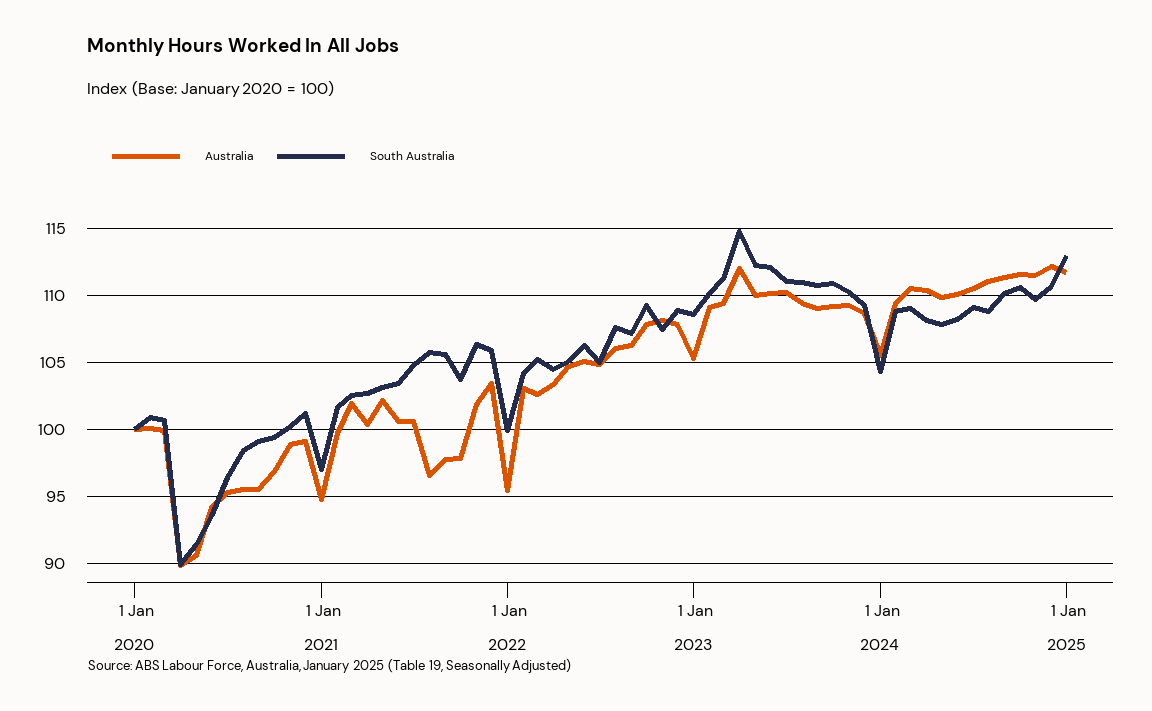 Monthly Hours Worked In All Jobs
Index (Base: January 2020 = 100)
Australia South Australia
115
110
105
100
95
90
1 Jan 1 Jan 1 Jan 1 Jan 1 Jan 1 Jan
2020 2021 2022 2023 2024 2025
Source: ABS Labour Force, Australia, January 2025 (Table 19, Seasonally Adjusted)